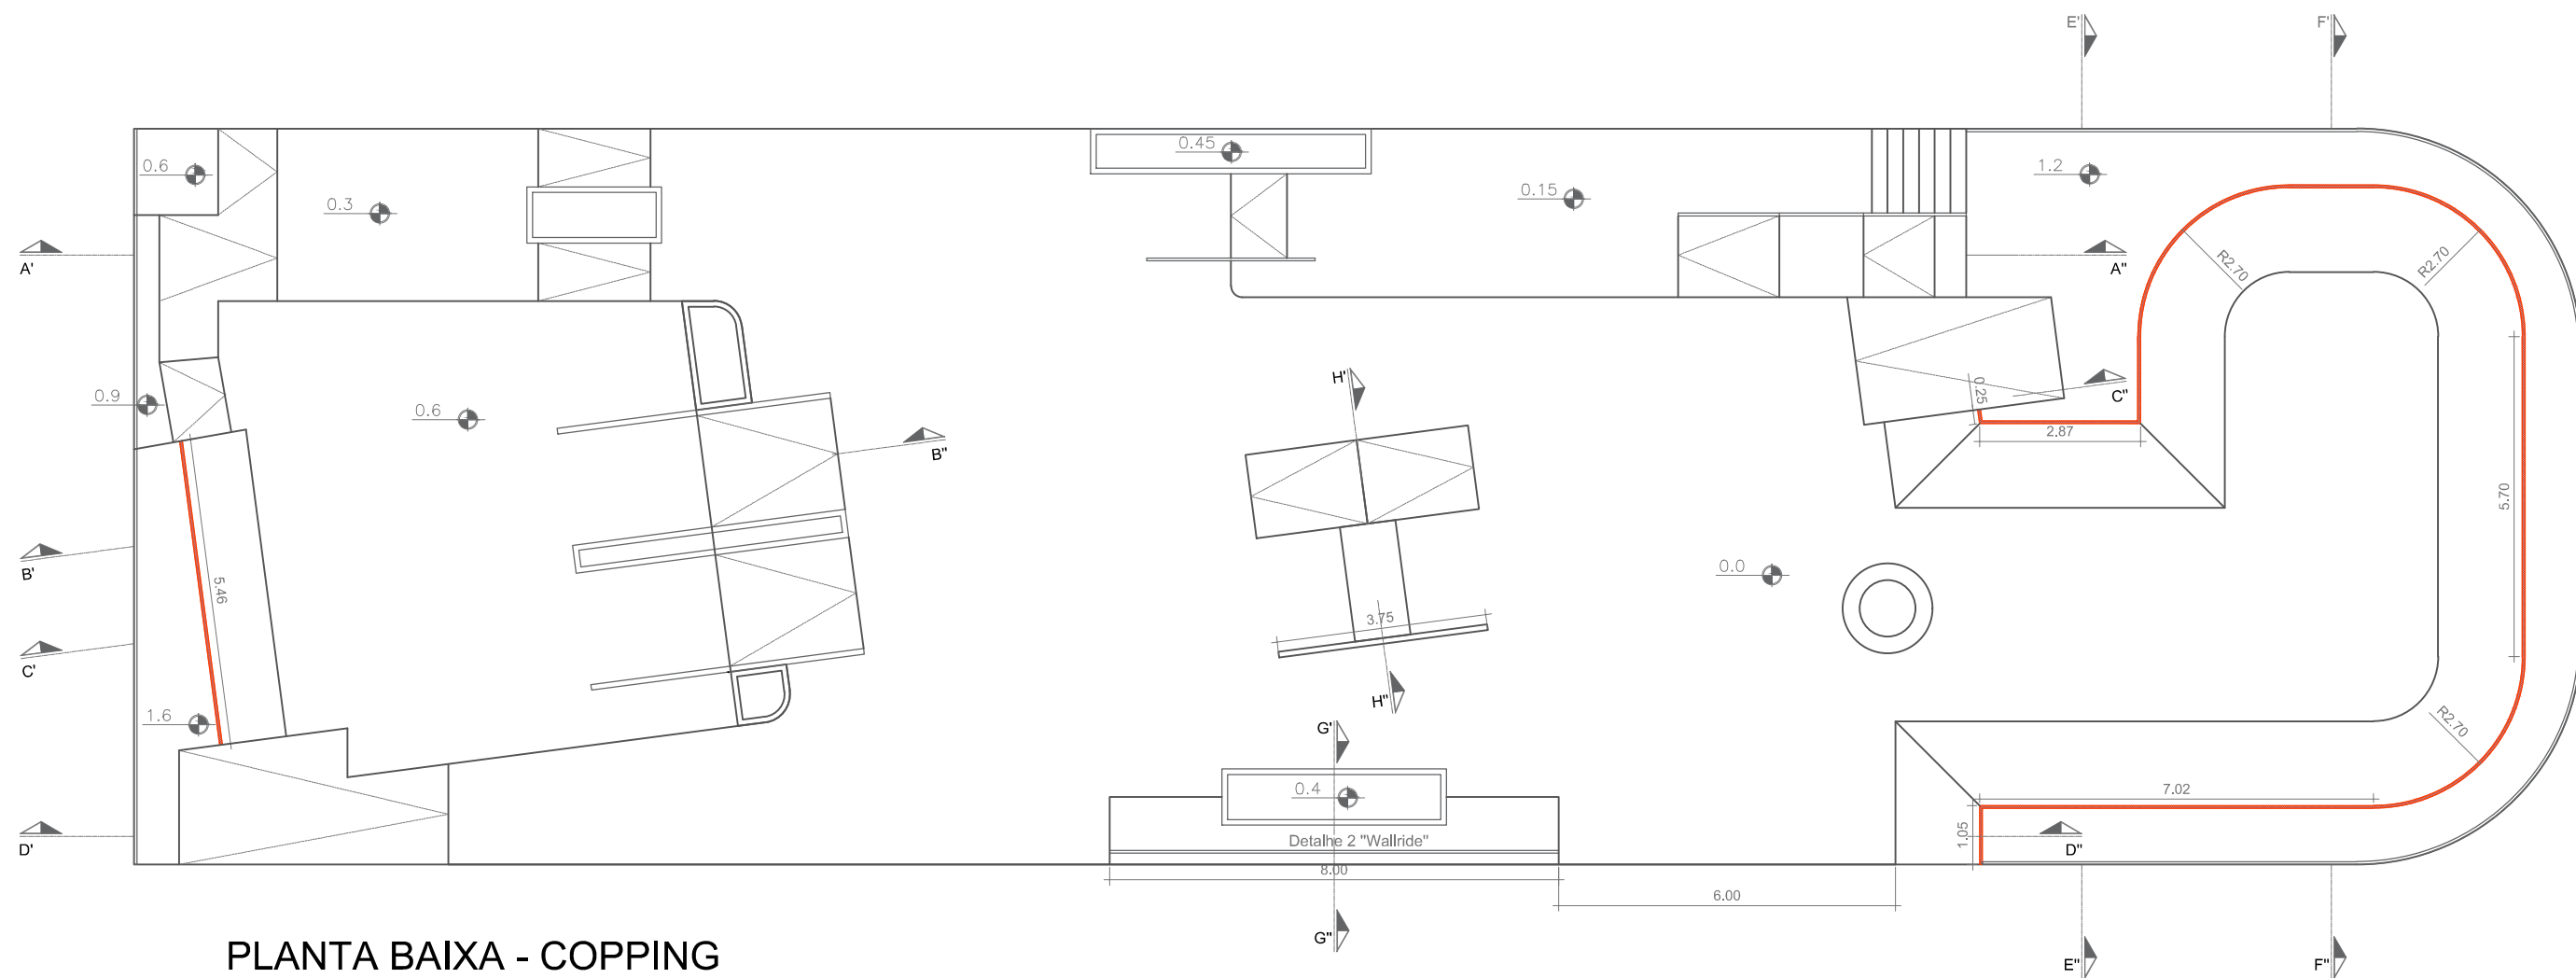 E' F'
0.6
0.3
0.45
0.15
1.2
A' A"
R2.70 R2.70
0.9
0.6
H'
0.25
C"
B"
2.87
5.70
B'
5.46
0.0
3.75
C'
H"
1.6
G'
R2.70
0.4
7.02
D'
Detalhe 2 "Wallride"
1.05
D"
8.00
6.00
G"
PLANTA BAIXA - COPPING
E" F"